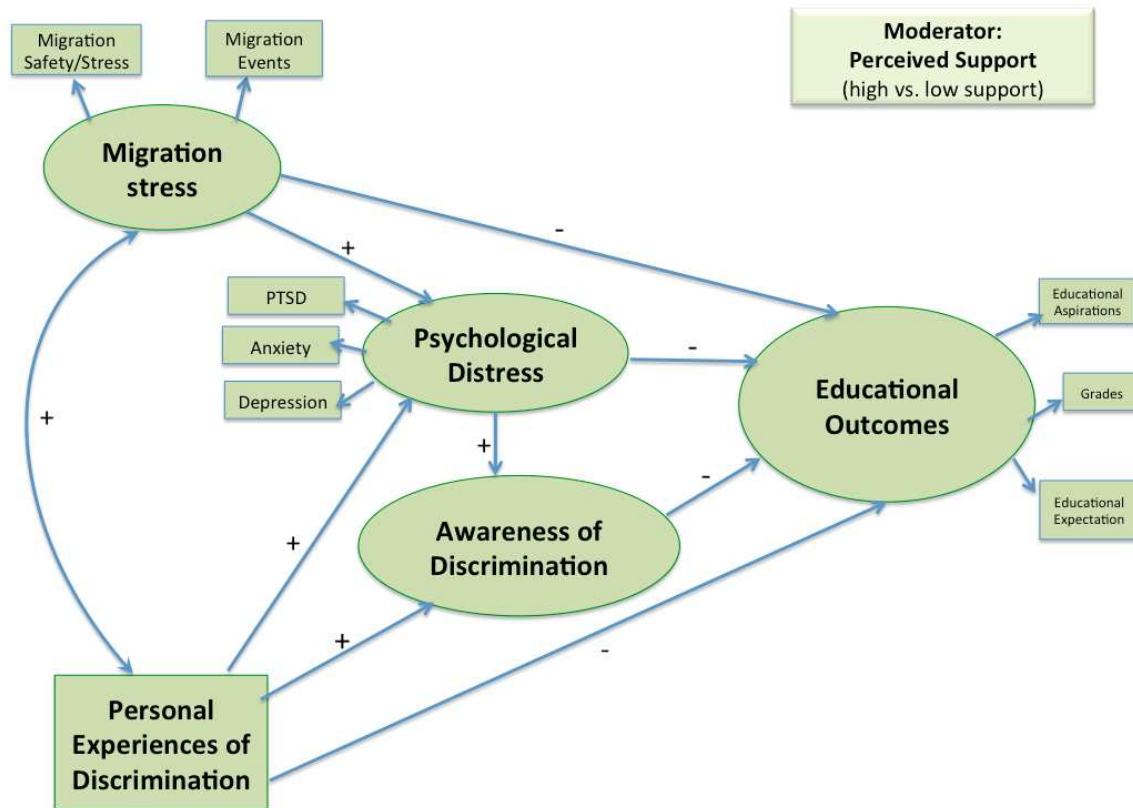 Migration
Safety/Stress
Migration
Events
Moderator:
Perceived Support
(high vs. low support)
Migration
stress
-
+
PTSD
Anxiety
Depression
Psychological
Distress
-
Educational
Outcomes
Educational
Aspirations
Grades
Educational
Expectation
+
+
-
+
Awareness of
Discrimination
+
-
Personal
Experiences of
Discrimination